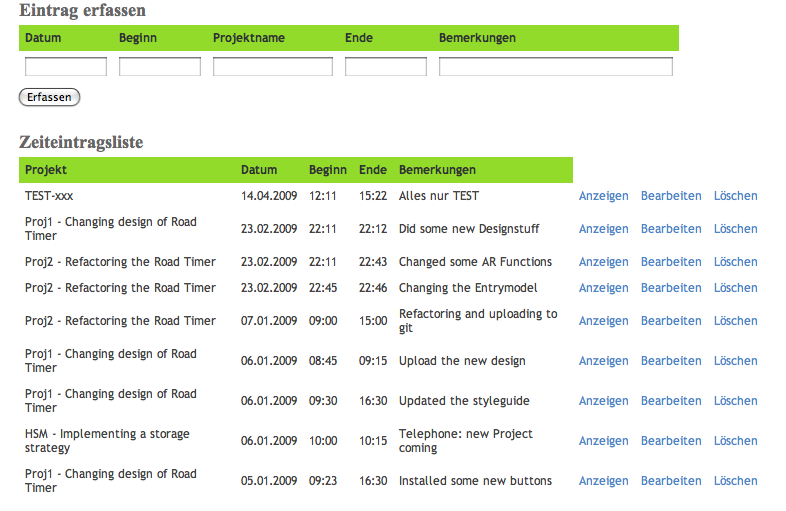 Eintrag erfassen
Datum Beginn Projektname Ende Bemerkungen
Erfassen
Zeiteintragsliste
Projekt Datum Beginn Ende Bemerkungen
TEST-xxx 14.04.2009 12:11 15:22 Alles nur TEST Anzeigen Bearbeiten Löschen
Proj1 - Changing design of Road
Timer 23.02.2009 22:11 22:12 Did some new Designstuff Anzeigen Bearbeiten Löschen
Proj2 - Refactoring the Road Timer 23.02.2009 22:11 22:43 Changed some AR Functions Anzeigen Bearbeiten Löschen
Proj2 - Refactoring the Road Timer 23.02.2009 22:45 22:46 Changing the Entrymodel Anzeigen Bearbeiten Löschen
Proj2 - Refactoring the Road Timer 07.01.2009 09:00 15:00 Refactoring and uploading to
git Anzeigen Bearbeiten Löschen
Proj1 - Changing design of Road
Timer 06.01.2009 08:45 09:15 Upload the new design Anzeigen Bearbeiten Löschen
Proj1 - Changing design of Road
Timer 06.01.2009 09:30 16:30 Updated the styleguide Anzeigen Bearbeiten Löschen
HSM - Implementing a storage
strategy 06.01.2009 10:00 10:15 Telephone: new Project
coming Anzeigen Bearbeiten Löschen
Proj1 - Changing design of Road
Timer 05.01.2009 09:23 16:30 Installed some new buttons Anzeigen Bearbeiten Löschen